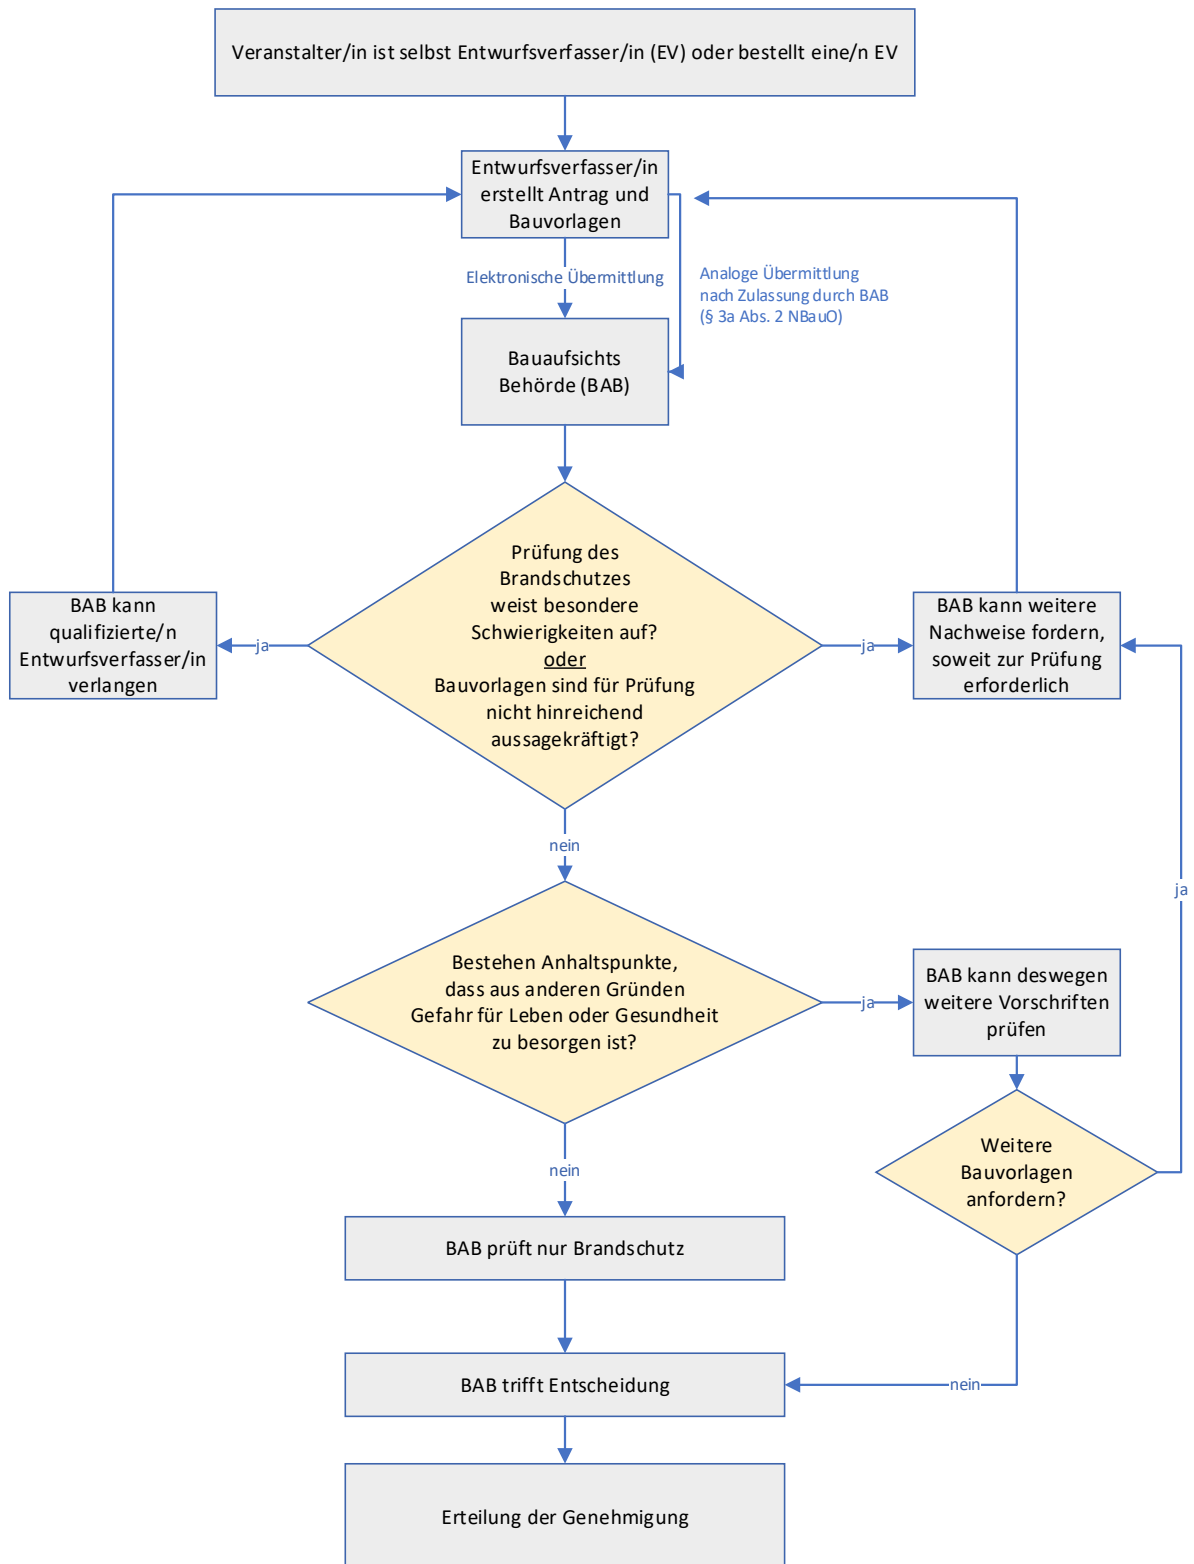 Veranstalter/in ist selbst Entwurfsverfasser/in (EV) oder bestellt eine/n EV
Entwurfsverfasser/in
erstellt Antrag und
Bauvorlagen
Elektronische Übermittlung
Analoge Übermittlung
nach Zulassung durch BAB
(§ 3a Abs. 2 NBauO)
Bauaufsichts
Behörde (BAB)
Prüfung des
Brandschutzes
weist besondere
Schwierigkeiten auf?
oder
Bauvorlagen sind für Prüfung
nicht hinreichend
aussagekräftigt?
ja
BAB kann
qualifizierte/n
Entwurfsverfasser/in
verlangen
ja
BAB kann weitere
Nachweise fordern,
soweit zur Prüfung
erforderlich
nein
ja
Bestehen Anhaltspunkte,
dass aus anderen Gründen
Gefahr für Leben oder Gesundheit
zu besorgen ist?
ja
BAB kann deswegen
weitere Vorschriften
prüfen
Weitere
Bauvorlagen
anfordern?
nein
BAB prüft nur Brandschutz
BAB trifft Entscheidung
nein
Erteilung der Genehmigung